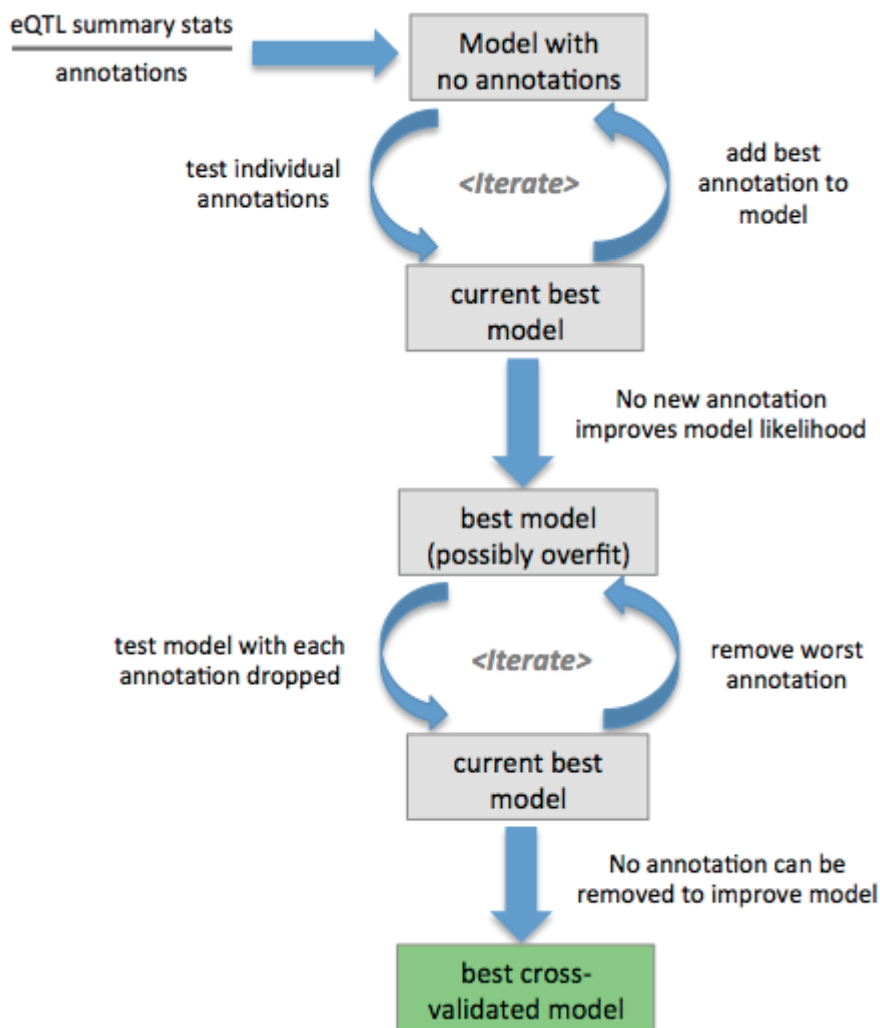 eQTL summary stats
annotations
Model with
no annotations
test individual
annotations
<Iterate>
add best
annotation to
model
current best
model
No new annotation
improves model likelihood
best model
(possibly overfit)
test model with each
annotation dropped
<Iterate>
remove worst
annotation
current best
model
No annotation can be
removed to improve model
best cross-
validated model